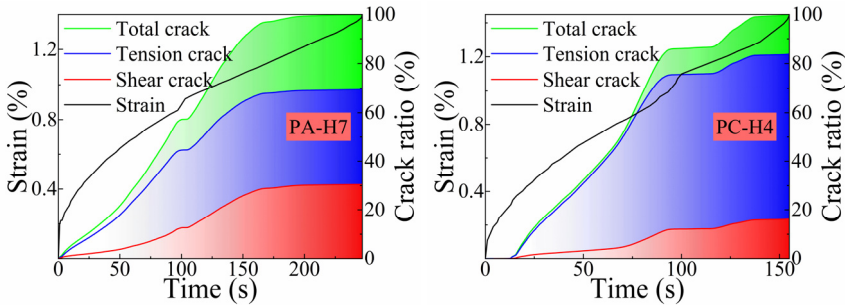 Total crack
Tension crack
Shear crack
Strain
PA-H7
Strain (%)
1.2
0.8
0.4
0
50
100
150
200
Time (s)
100
80
60
40
20
0
Crack ratio (%)
Total crack
Tension crack
Shear crack
Strain
PC-H4
Strain (%)
1.2
0.8
0.4
0
50
100
150
Time (s)
100
80
60
40
20
0
Crack ratio (%)